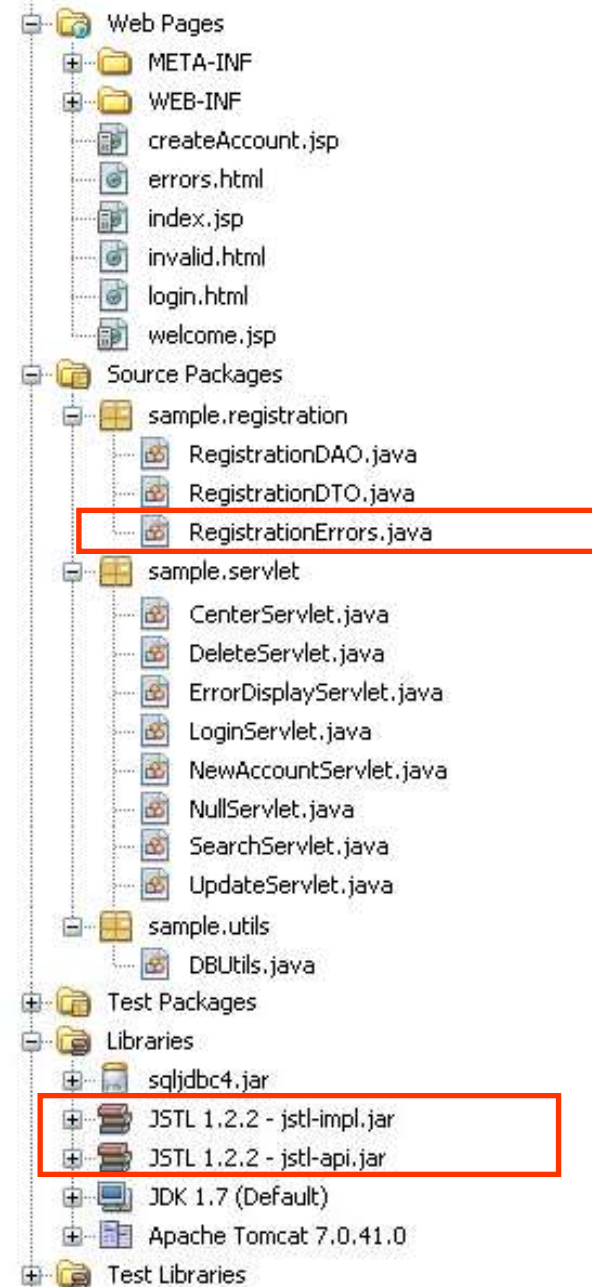 Web Pages
META-INF
WEB-INF
createAccount.jsp
errors.html
index.jsp
invalid.html
login.html
welcome.jsp
Source Packages
sample.registration
RegistrationDAO.java
RegistrationDTO.java
RegistrationErrors.java
sample.servlet
CenterServlet.java
DeleteServlet.java
ErrorDisplayServlet.java
LoginServlet.java
NewAccountServlet.java
NullServlet.java
SearchServlet.java
UpdateServlet.java
sample.utils
DBUtils.java
Test Packages
Libraries
sqljdbc4.jar
JSTL 1.2.2 - jstl-impl.jar
JSTL 1.2.2 - jstl-api.jar
JDK 1.7 (Default)
Apache Tomcat 7.0.41.0
Test Libraries